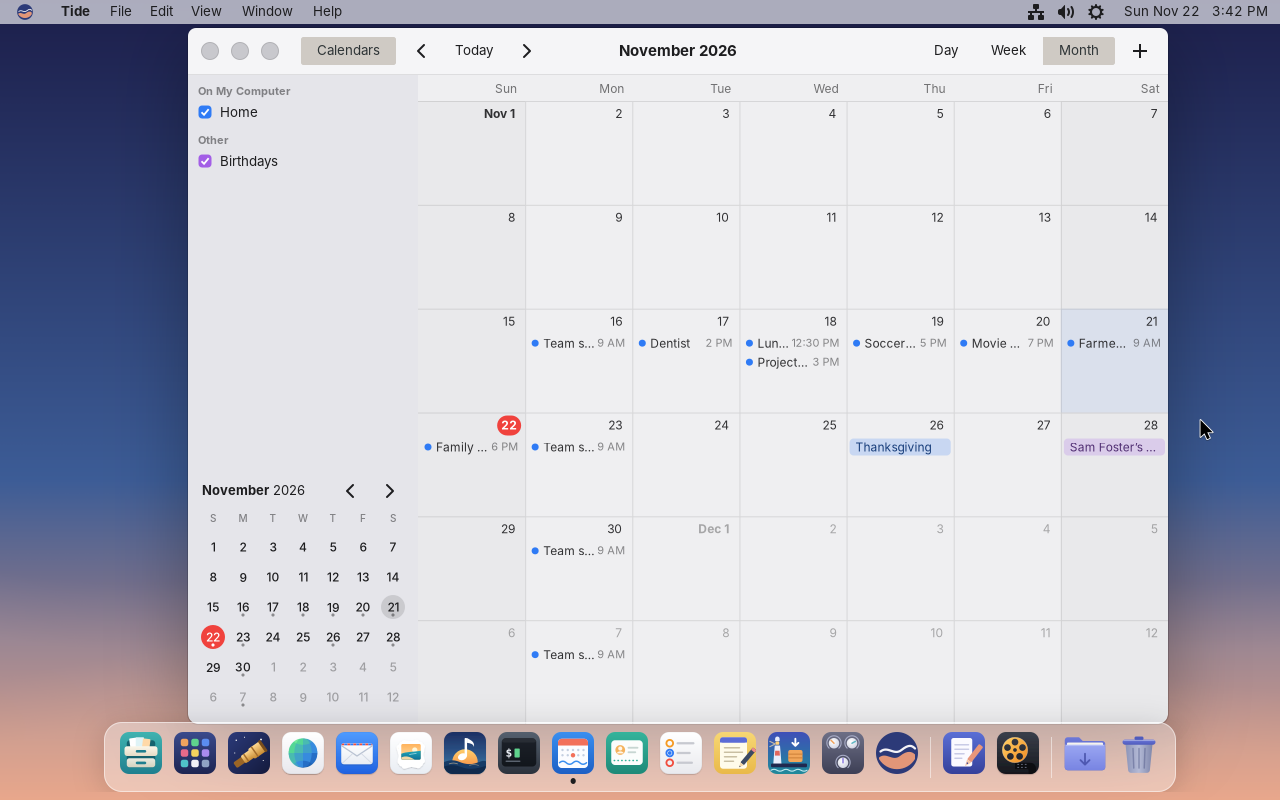 Tide File Edit View Window Help Sun Nov 22 3:42 PM
Calendars Today November 2026 Day Week Month
On My Computer
Home
Other
Birthdays
Sun Mon Tue Wed Thu Fri Sat
Nov 1 2 3 4 5 6 7
8 9 10 11 12 13 14
15 16 17 18 19 20 21
Team s... 9 AM Dentist 2 PM Lun... 12:30 PM Soccer... 5 PM Movie ... 7 PM Farme... 9 AM
Project... 3 PM
22 23 24 25 26 27 28
Family ... 6 PM Team s... 9 AM Thanksgiving Sam Foster's ...
29 30 Dec 1 2 3 4 5
Team s... 9 AM
6 7 8 9 10 11 12
Team s... 9 AM
November 2026
S M T W T F S
1 2 3 4 5 6 7
8 9 10 11 12 13 14
15 16 17 18 19 20 21
22 23 24 25 26 27 28
29 30 1 2 3 4 5
6 7 8 9 10 11 12
$